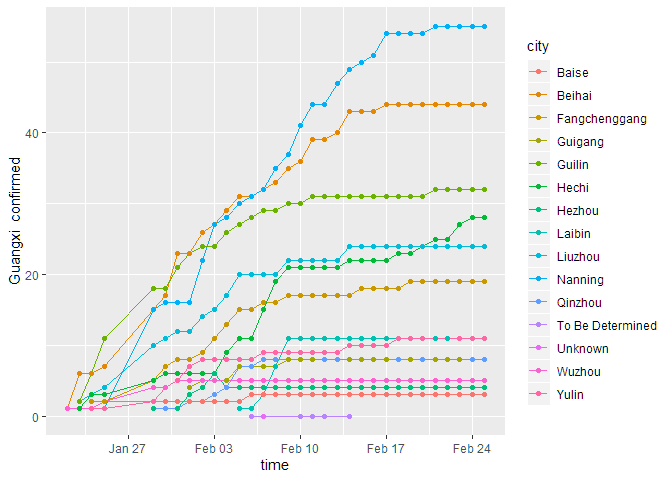 Guangxi confirmed
40
20
0
Jan 27
Feb 03
Feb 10
Feb 17
Feb 24
time
city
Baise
Beihai
Fangchenggang
Guigang
Guilin
Hechi
Hezhou
Laibin
Liuzhou
Nanning
Qinzhou
To Be Determined
Unknown
Wuzhou
Yulin